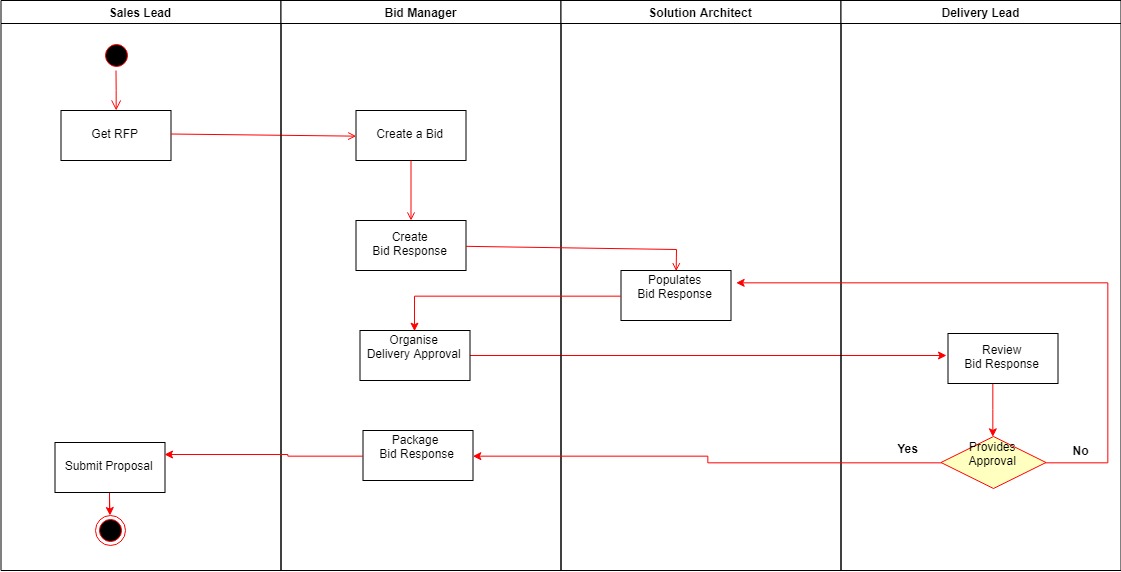 Sales Lead
Bid Manager
Solution Architect
Delivery Lead
Get RFP
Create a Bid
Create
Bid Response
Populates
Bid Response
Organise
Delivery Approval
Review
Bid Response
Provides
Approval
Yes
No
Package
Bid Response
Submit Proposal